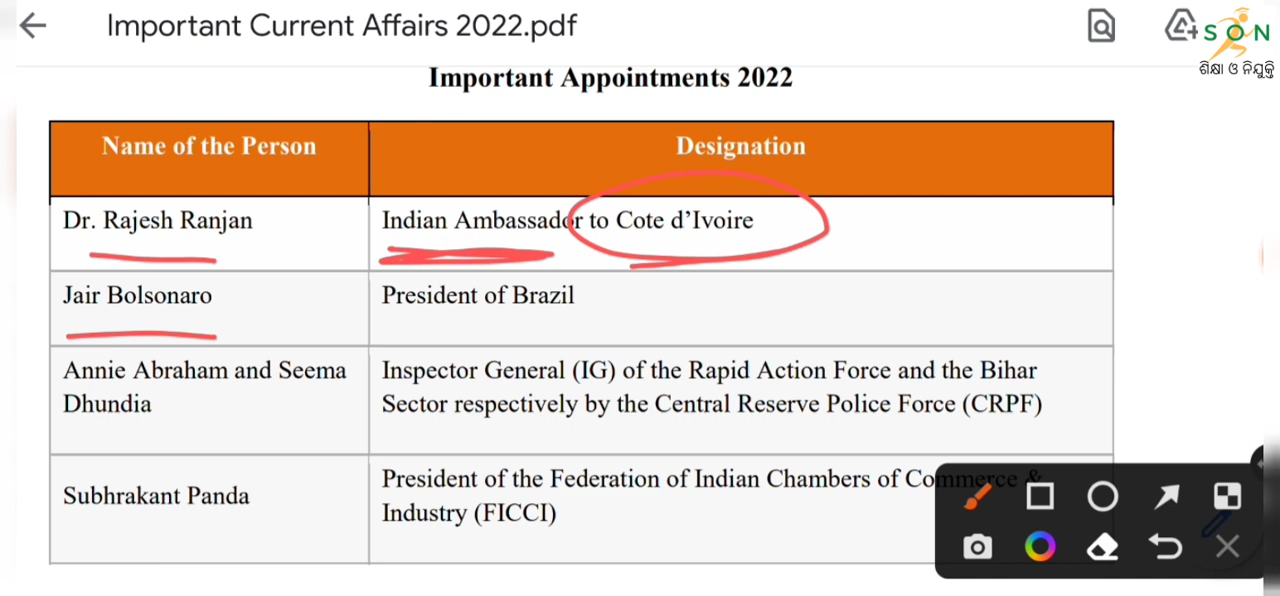 Important Current Affairs 2022.pdf
SON
ଶିକ୍ଷା ଓ ନିଯୁକ୍ତି
Important Appointments 2022
Name of the Person Designation
Dr. Rajesh Ranjan Indian Ambassador to Cote d’Ivoire
Jair Bolsonaro President of Brazil
Annie Abraham and Seema Inspector General (IG) of the Rapid Action Force and the Bihar
Dhundia Sector respectively by the Central Reserve Police Force (CRPF)
President of the Federation of Indian Chambers of Commerce &
Subhrakant Panda
Industry (FICCI)